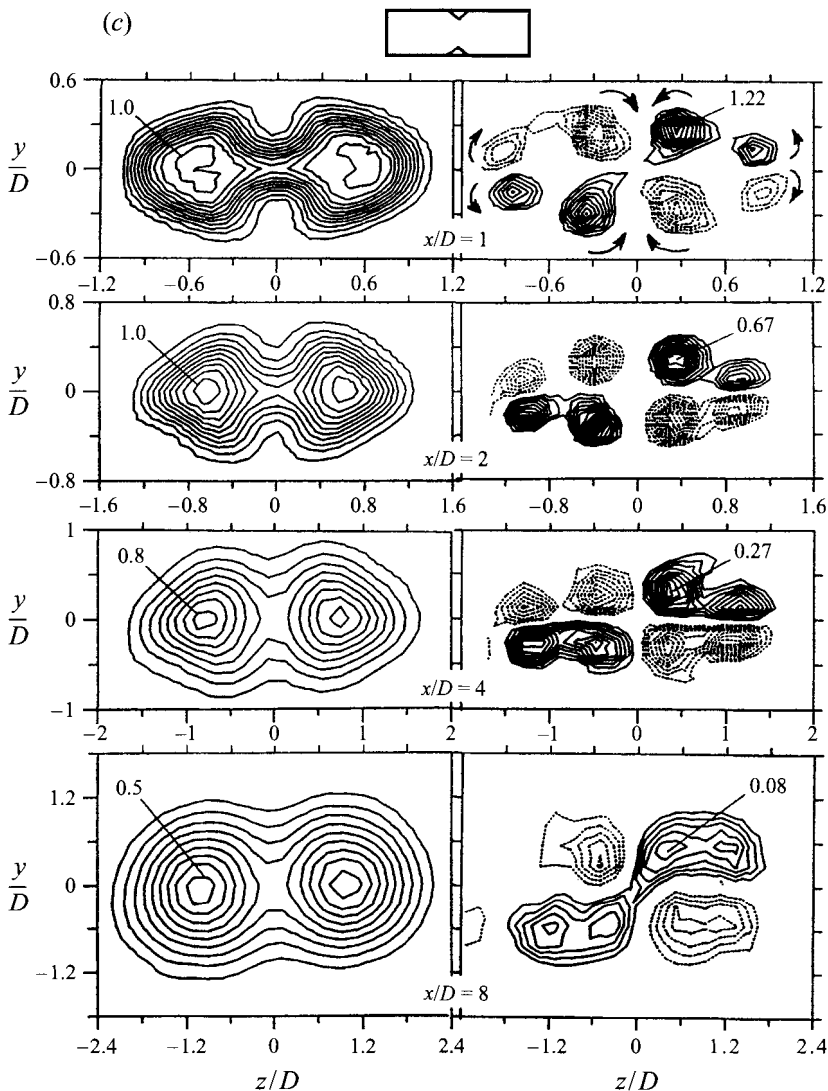 (c)
0.6
y/D
0
−0.6
1.0
1.22
x/D = 1
−1.2 −0.6 0 0.6 1.2 −0.6 0 0.6 1.2
0.8
y/D
0
−0.8
1.0
0.67
x/D = 2
−1.6 −0.8 0 0.8 1.6 −0.8 0 0.8 1.6
1
y/D
0
−1
0.8
0.27
x/D = 4
−2 −1 0 1 2 −1 0 1 2
1.2
y/D
0
−1.2
0.5
0.08
x/D = 8
−2.4 −1.2 0 1.2 2.4 −1.2 0 1.2 2.4
z/D z/D